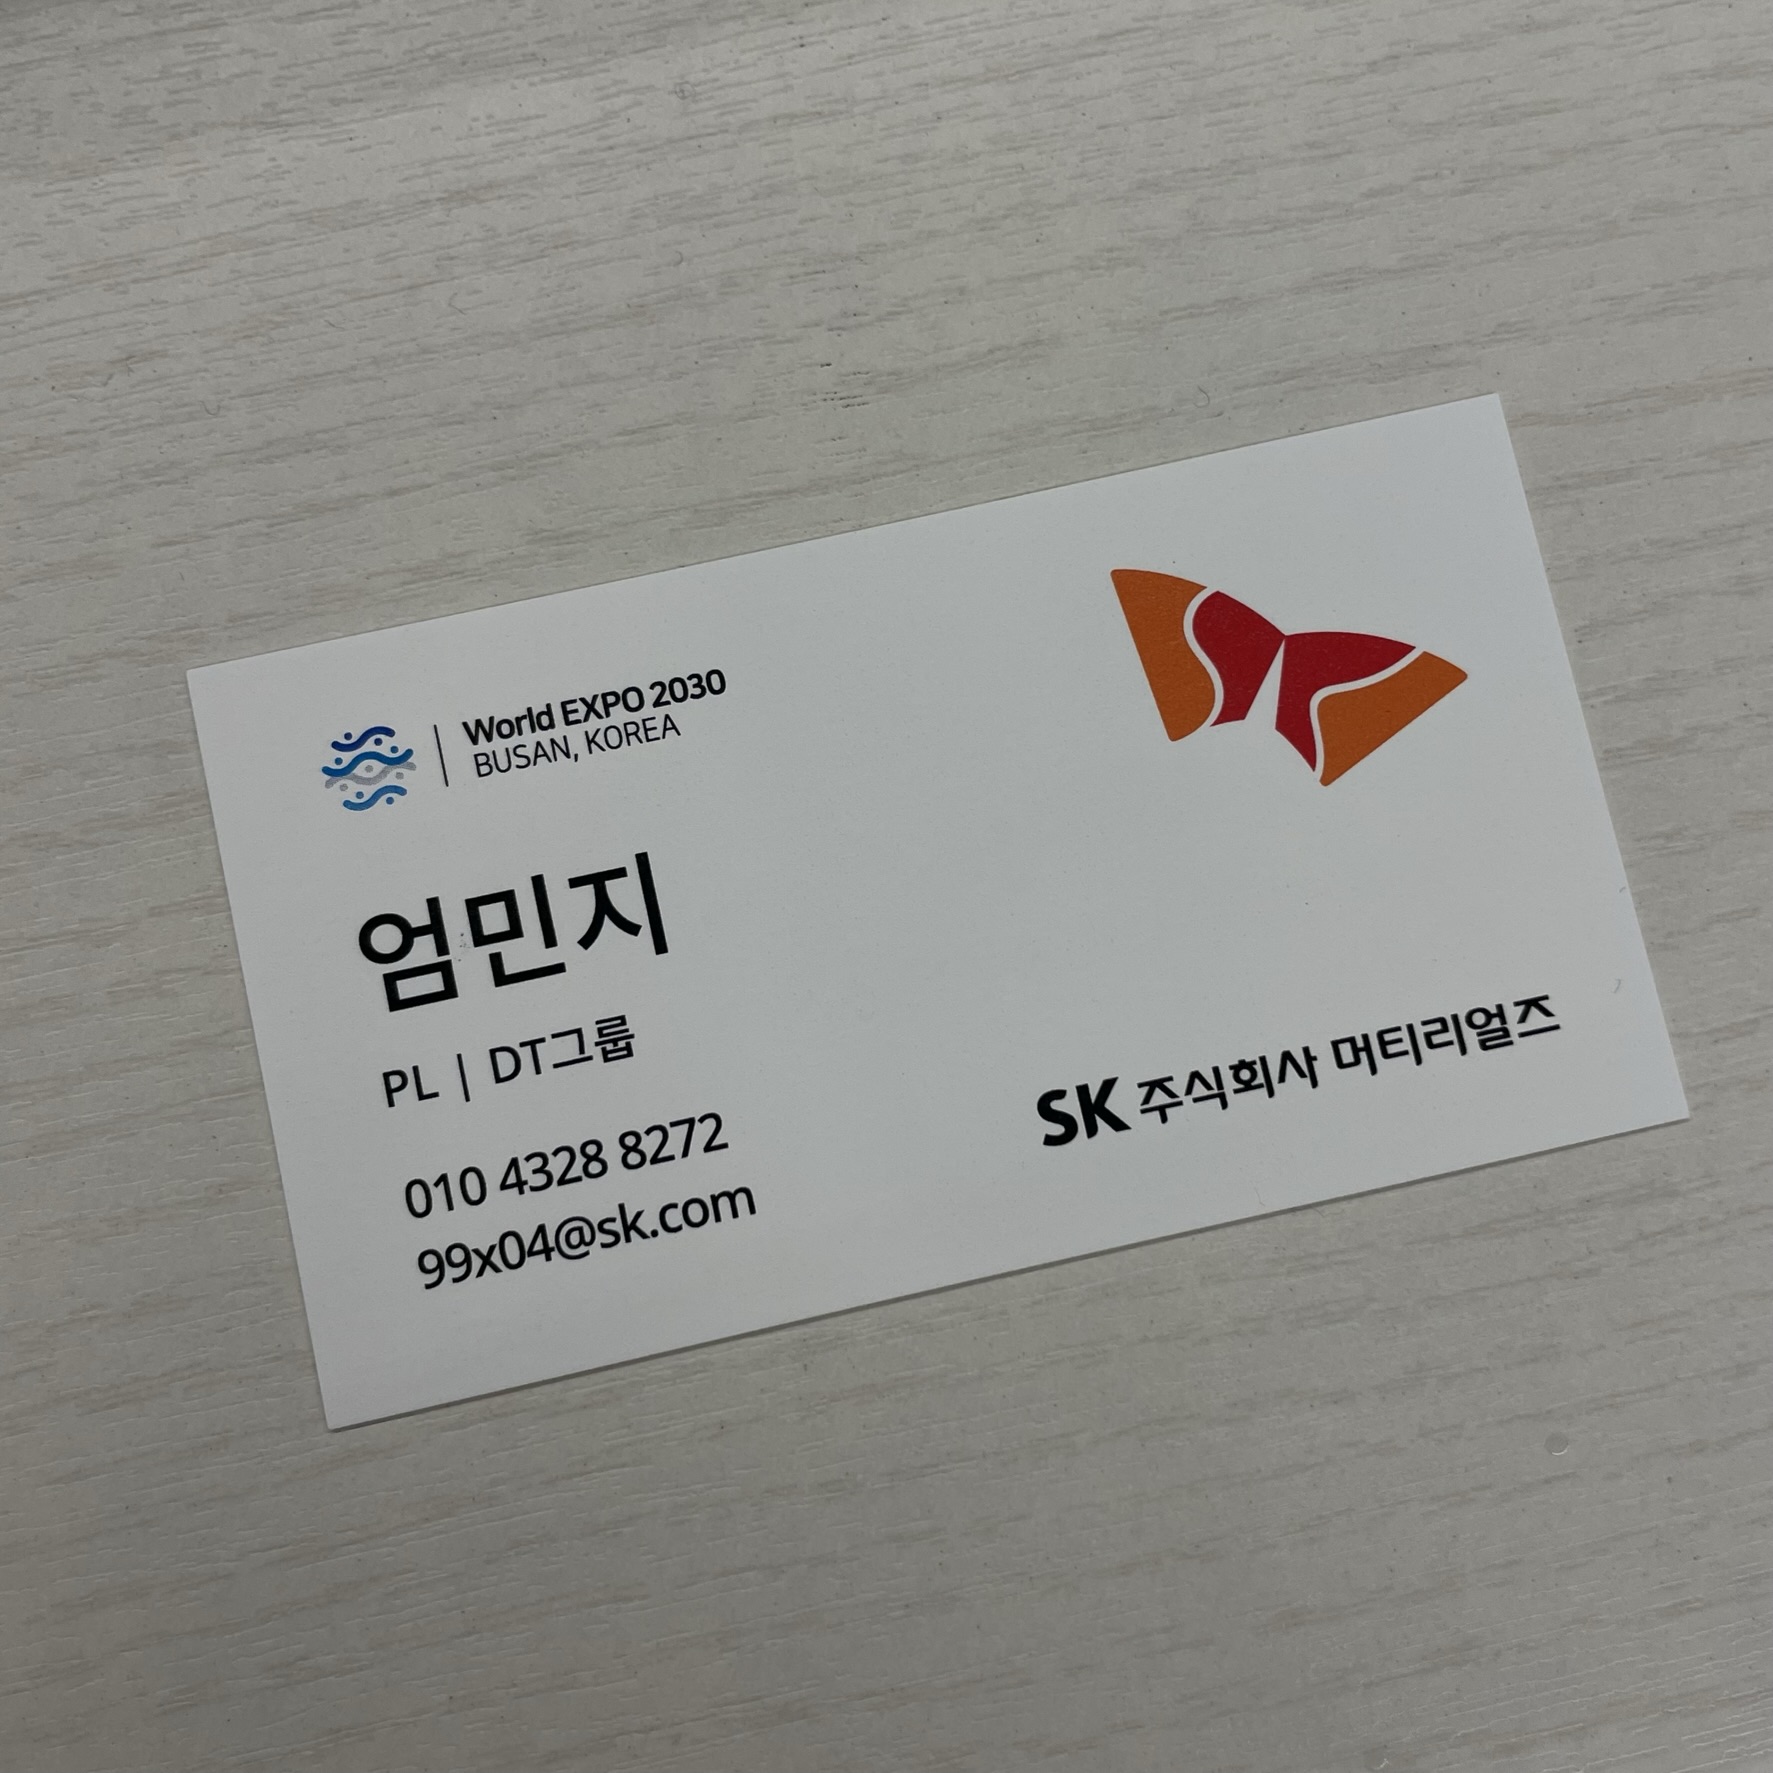 World EXPO 2030
BUSAN, KOREA
엄민지
PL | DT그룹
010 4328 8272
99x04@sk.com
SK 주식회사 머티리얼즈